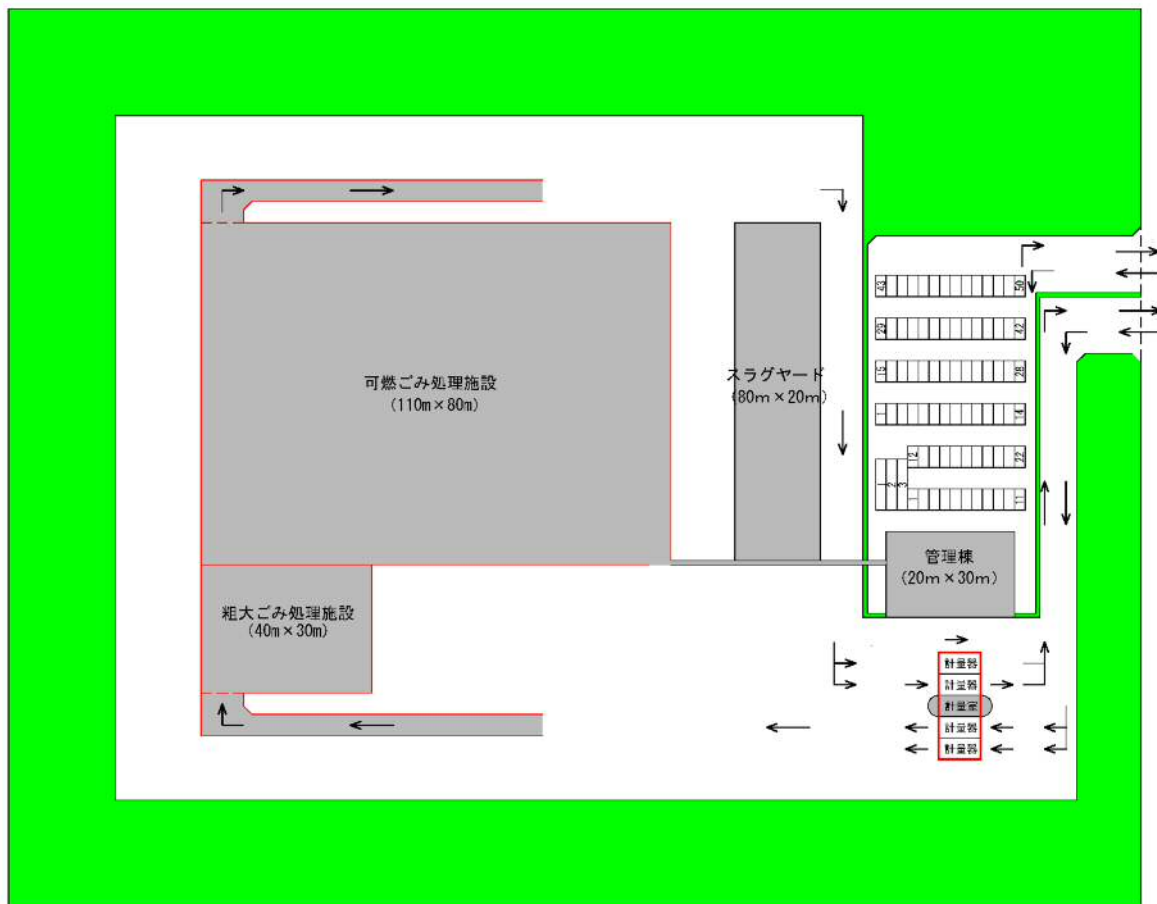 43
50
29
42
15
28
1
14
12
22
1
2
3
1
11
可燃ごみ処理施設
(110m×80m)
スラグヤード
(80m×20m)
管理棟
(20m×30m)
粗大ごみ処理施設
(40m×30m)
計量器
計量器
計量室
計量器
計量器